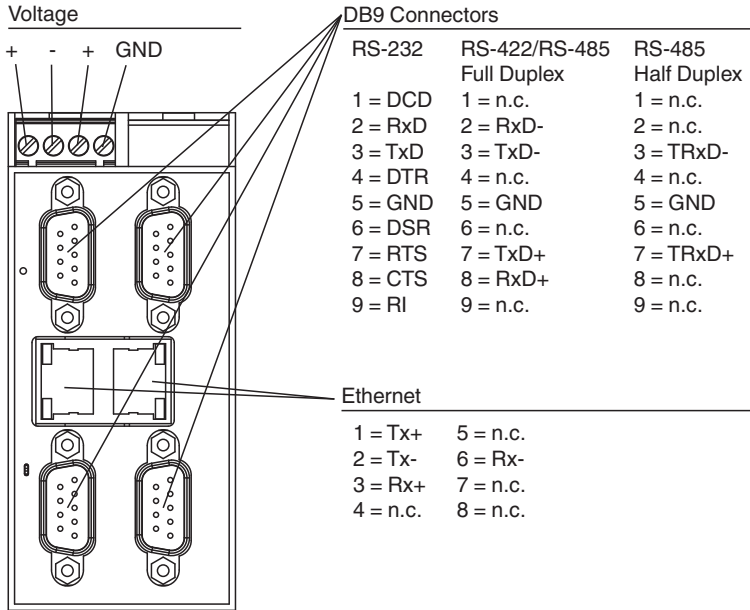 Voltage
+ - + GND
DB9 Connectors
RS-232 RS-422/RS-485 RS-485
Full Duplex Half Duplex
1 = DCD 1 = n.c. 1 = n.c.
2 = RxD 2 = RxD- 2 = n.c.
3 = TxD 3 = TxD- 3 = TRxD-
4 = DTR 4 = n.c. 4 = n.c.
5 = GND 5 = GND 5 = GND
6 = DSR 6 = n.c. 6 = n.c.
7 = RTS 7 = TxD+ 7 = TRxD+
8 = CTS 8 = RxD+ 8 = n.c.
9 = RI 9 = n.c. 9 = n.c.
Ethernet
1 = Tx+ 5 = n.c.
2 = Tx- 6 = Rx-
3 = Rx+ 7 = n.c.
4 = n.c. 8 = n.c.